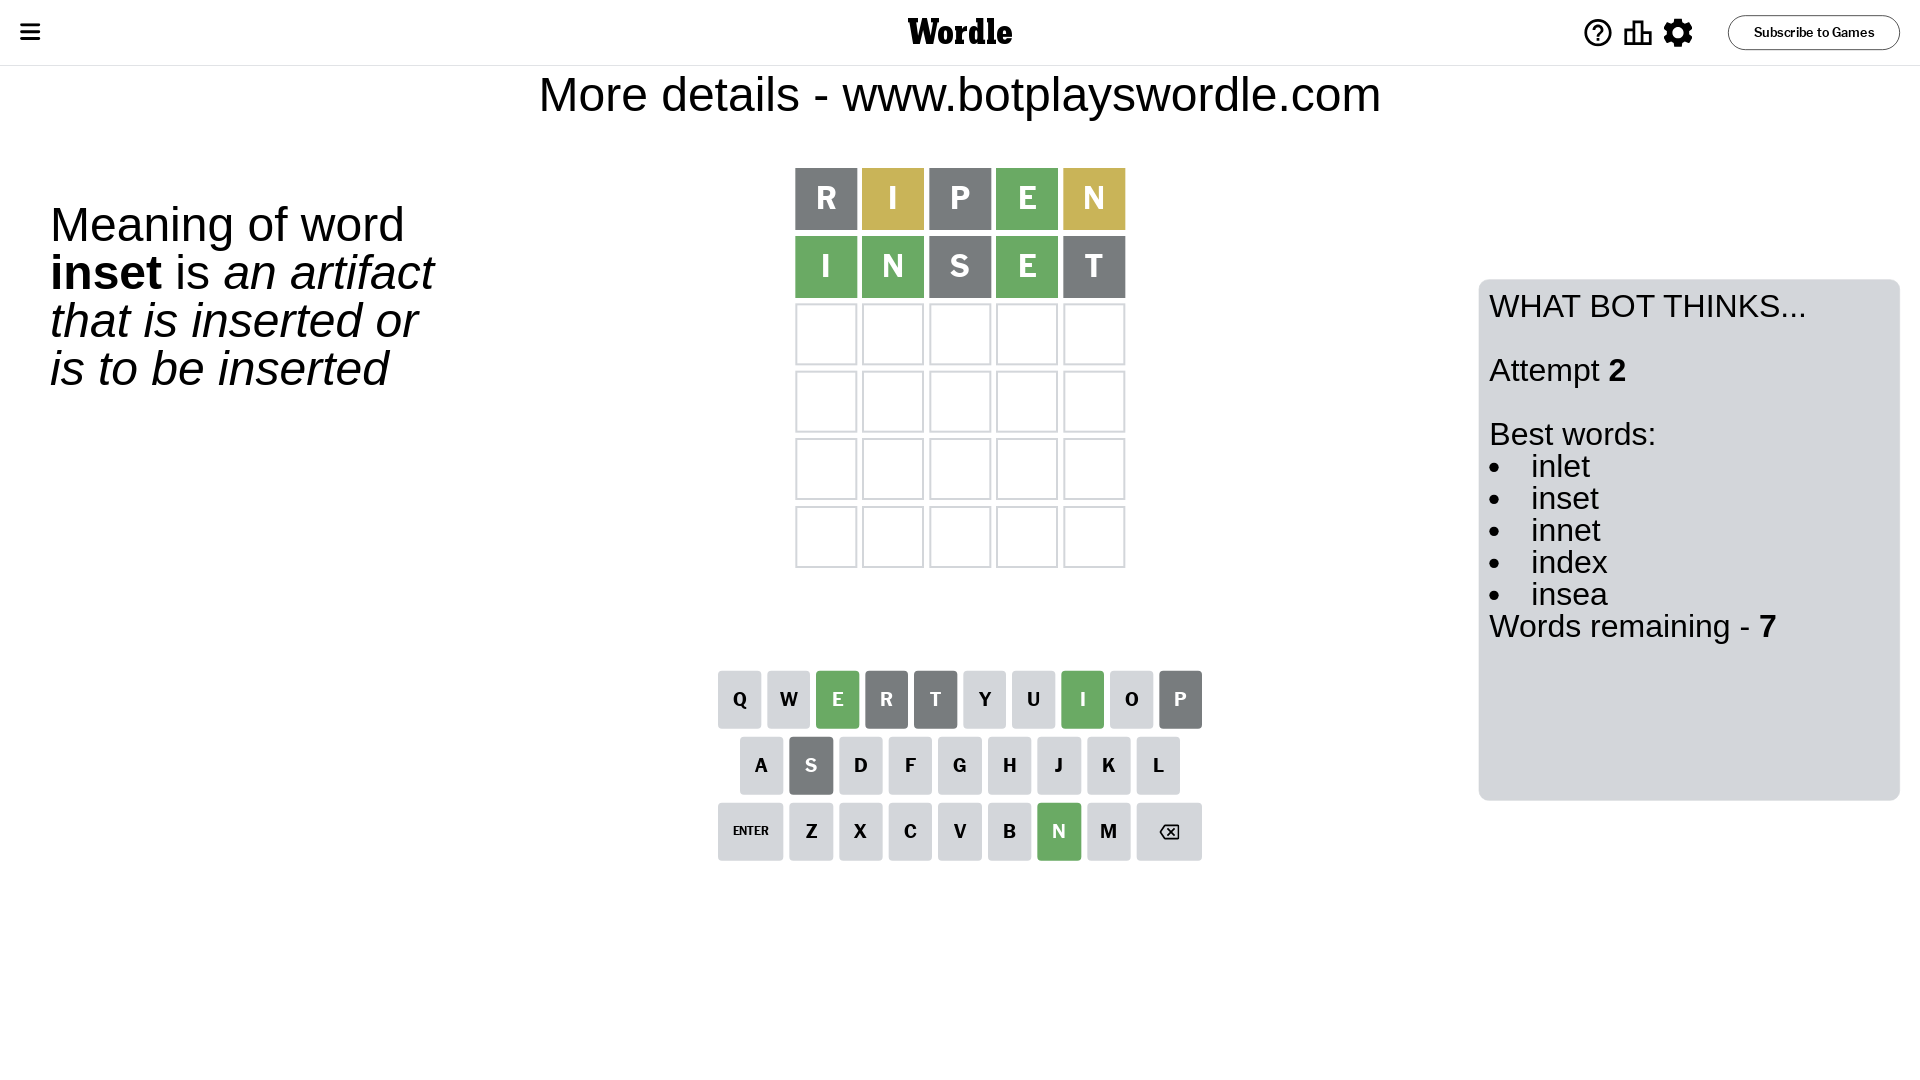 Wordle
Subscribe to Games
More details - www.botplayswordle.com
Meaning of word
inset is an artifact
that is inserted or
is to be inserted
R I P E N
I N S E T
WHAT BOT THINKS...
Attempt 2
Best words:
• inlet
• inset
• innet
• index
• insea
Words remaining - 7
Q W E R T Y U I O P
A S D F G H J K L
ENTER Z X C V B N M